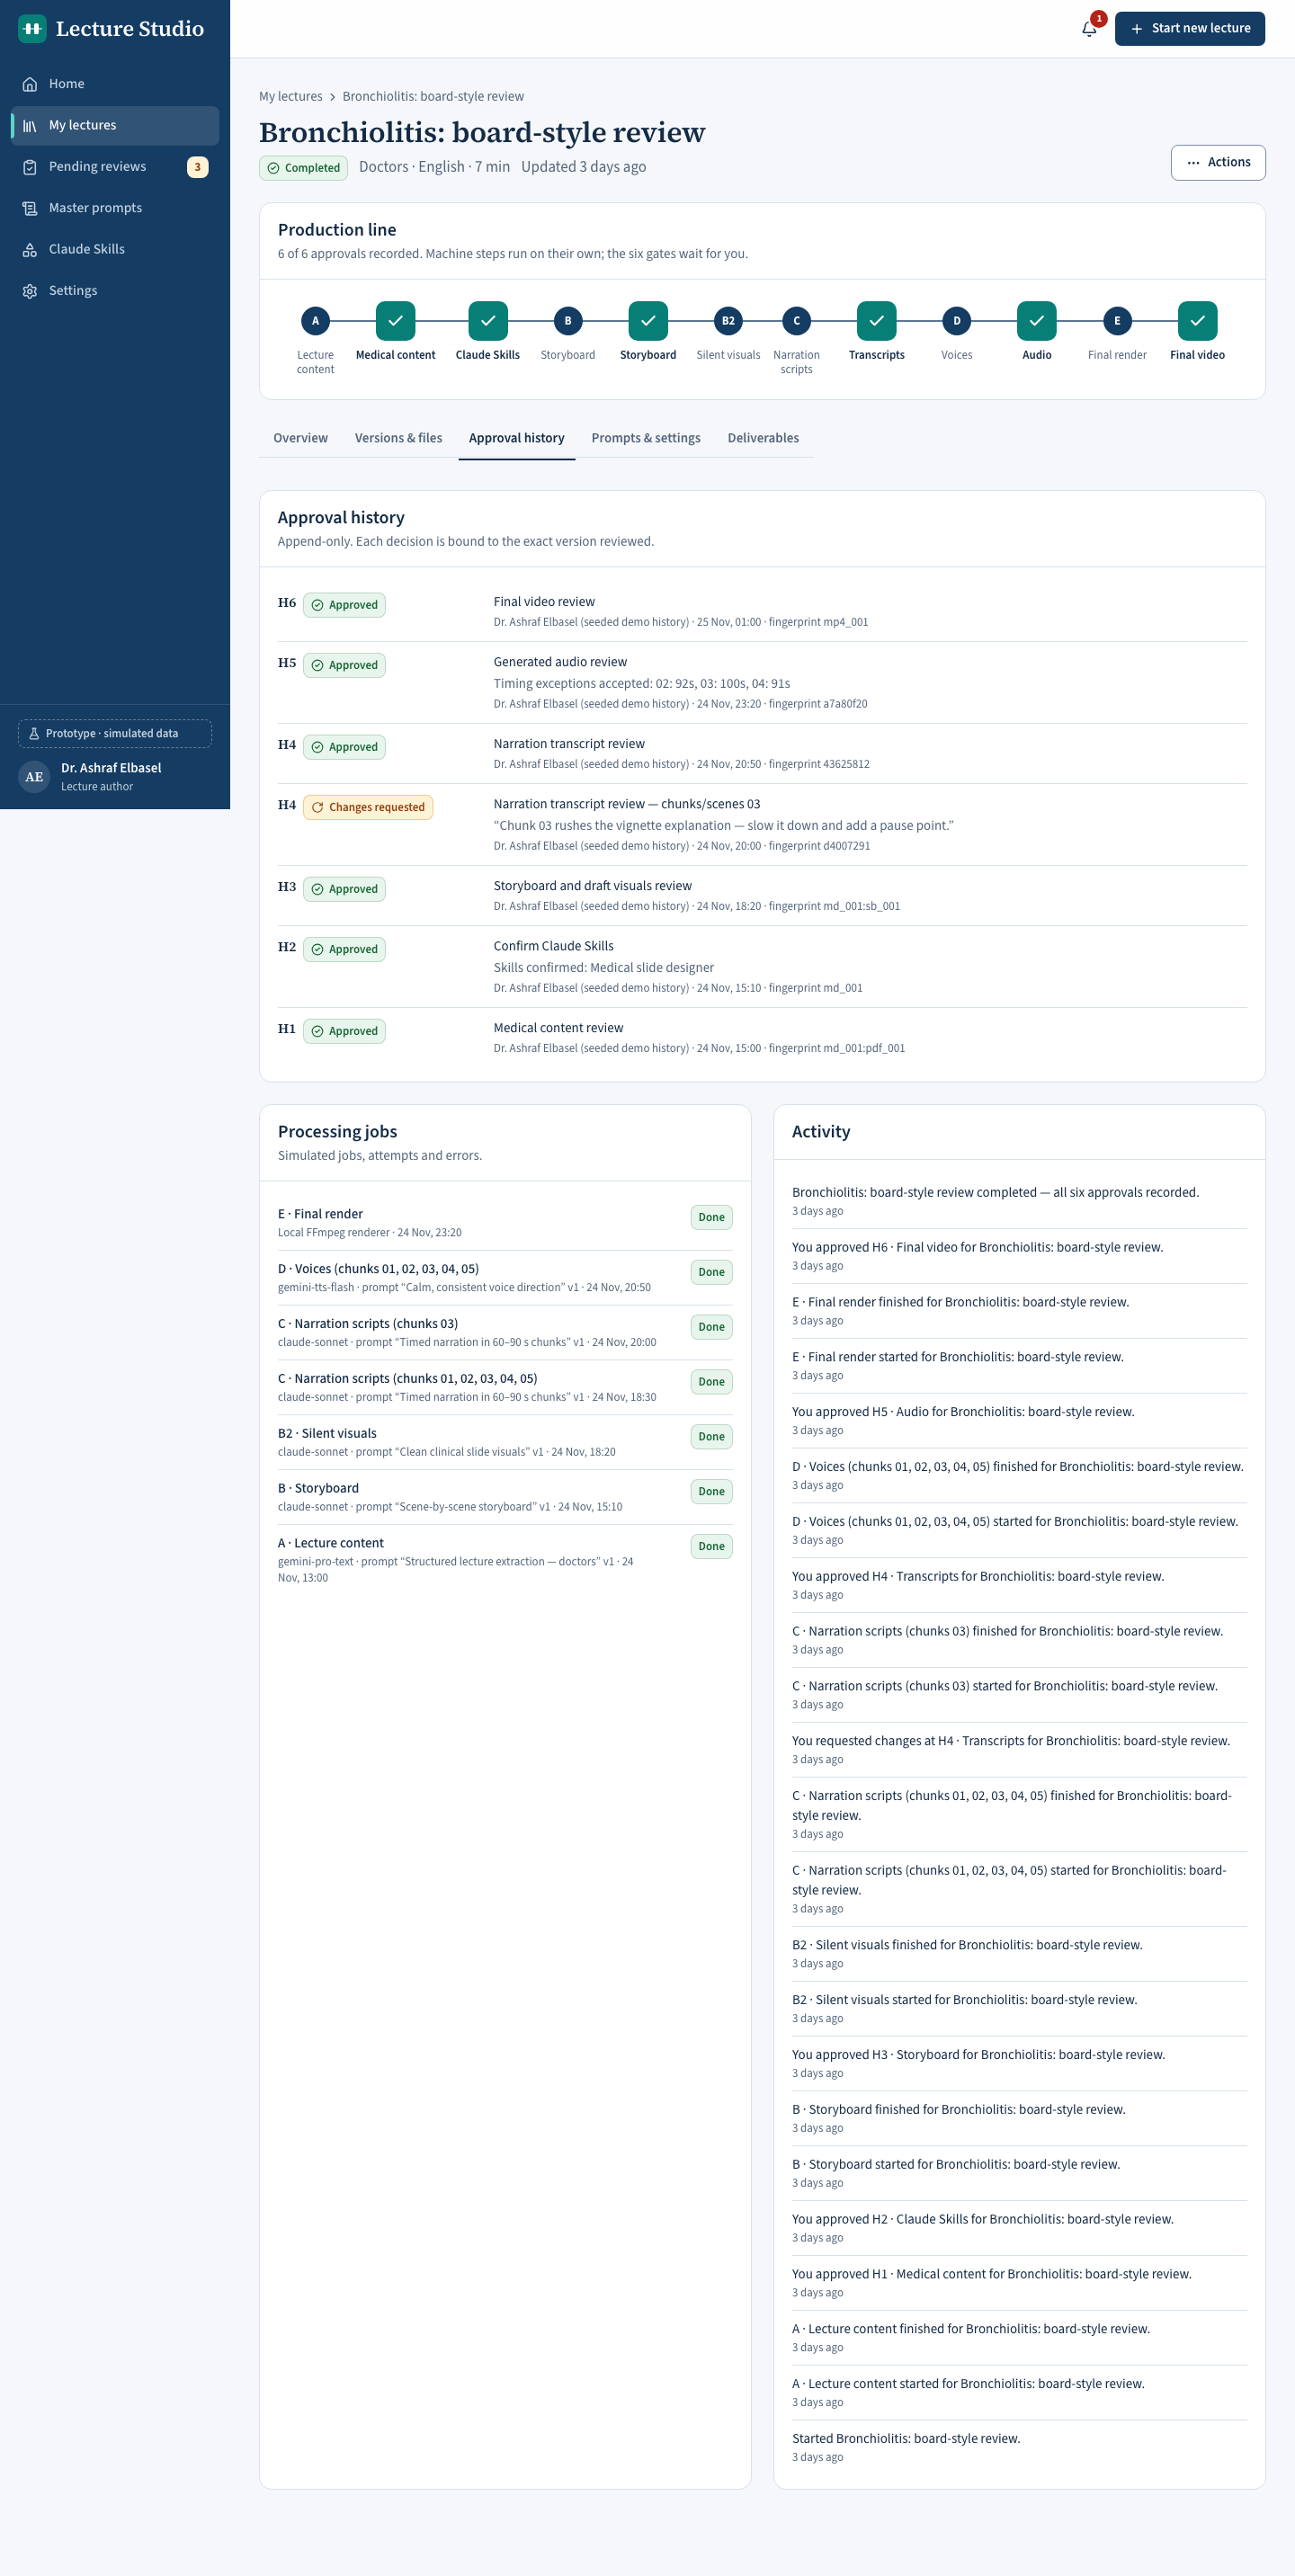 Lecture Studio
Home
My lectures
Pending reviews 3
Master prompts
Claude Skills
Settings
Prototype · simulated data
AE
Dr. Ashraf Elbasel
Lecture author
1
Start new lecture
My lectures > Bronchiolitis: board-style review
Bronchiolitis: board-style review
Completed Doctors · English · 7 min Updated 3 days ago
Actions
Production line
6 of 6 approvals recorded. Machine steps run on their own; the six gates wait for you.
A B B2 C D E
Lecture content
Medical content
Claude Skills
Storyboard
Storyboard
Silent visuals
Narration scripts
Transcripts
Voices
Audio
Final render
Final video
Overview Versions & files Approval history Prompts & settings Deliverables
Approval history
Append-only. Each decision is bound to the exact version reviewed.
H6 Approved Final video review
Dr. Ashraf Elbasel (seeded demo history) · 25 Nov, 01:00 · fingerprint mp4_001
H5 Approved Generated audio review
Timing exceptions accepted: 02: 92s, 03: 100s, 04: 91s
Dr. Ashraf Elbasel (seeded demo history) · 24 Nov, 23:20 · fingerprint a7a80f20
H4 Approved Narration transcript review
Dr. Ashraf Elbasel (seeded demo history) · 24 Nov, 20:50 · fingerprint 43625812
H4 Changes requested Narration transcript review — chunks/scenes 03
“Chunk 03 rushes the vignette explanation — slow it down and add a pause point.”
Dr. Ashraf Elbasel (seeded demo history) · 24 Nov, 20:00 · fingerprint d4007291
H3 Approved Storyboard and draft visuals review
Dr. Ashraf Elbasel (seeded demo history) · 24 Nov, 18:20 · fingerprint md_001:sb_001
H2 Approved Confirm Claude Skills
Skills confirmed: Medical slide designer
Dr. Ashraf Elbasel (seeded demo history) · 24 Nov, 15:10 · fingerprint md_001
H1 Approved Medical content review
Dr. Ashraf Elbasel (seeded demo history) · 24 Nov, 15:00 · fingerprint md_001:pdf_001
Processing jobs
Simulated jobs, attempts and errors.
E · Final render Done
Local FFmpeg renderer · 24 Nov, 23:20
D · Voices (chunks 01, 02, 03, 04, 05) Done
gemini-tts-flash · prompt “Calm, consistent voice direction” v1 · 24 Nov, 20:50
C · Narration scripts (chunks 03) Done
claude-sonnet · prompt “Timed narration in 60–90 s chunks” v1 · 24 Nov, 20:00
C · Narration scripts (chunks 01, 02, 03, 04, 05) Done
claude-sonnet · prompt “Timed narration in 60–90 s chunks” v1 · 24 Nov, 18:30
B2 · Silent visuals Done
claude-sonnet · prompt “Clean clinical slide visuals” v1 · 24 Nov, 18:20
B · Storyboard Done
claude-sonnet · prompt “Scene-by-scene storyboard” v1 · 24 Nov, 15:10
A · Lecture content Done
gemini-pro-text · prompt “Structured lecture extraction — doctors” v1 · 24
Nov, 13:00
Activity
Bronchiolitis: board-style review completed — all six approvals recorded.
3 days ago
You approved H6 · Final video for Bronchiolitis: board-style review.
3 days ago
E · Final render finished for Bronchiolitis: board-style review.
3 days ago
E · Final render started for Bronchiolitis: board-style review.
3 days ago
You approved H5 · Audio for Bronchiolitis: board-style review.
3 days ago
D · Voices (chunks 01, 02, 03, 04, 05) finished for Bronchiolitis: board-style review.
3 days ago
D · Voices (chunks 01, 02, 03, 04, 05) started for Bronchiolitis: board-style review.
3 days ago
You approved H4 · Transcripts for Bronchiolitis: board-style review.
3 days ago
C · Narration scripts (chunks 03) finished for Bronchiolitis: board-style review.
3 days ago
C · Narration scripts (chunks 03) started for Bronchiolitis: board-style review.
3 days ago
You requested changes at H4 · Transcripts for Bronchiolitis: board-style review.
3 days ago
C · Narration scripts (chunks 01, 02, 03, 04, 05) finished for Bronchiolitis: board-
style review.
3 days ago
C · Narration scripts (chunks 01, 02, 03, 04, 05) started for Bronchiolitis: board-
style review.
3 days ago
B2 · Silent visuals finished for Bronchiolitis: board-style review.
3 days ago
B2 · Silent visuals started for Bronchiolitis: board-style review.
3 days ago
You approved H3 · Storyboard for Bronchiolitis: board-style review.
3 days ago
B · Storyboard finished for Bronchiolitis: board-style review.
3 days ago
B · Storyboard started for Bronchiolitis: board-style review.
3 days ago
You approved H2 · Claude Skills for Bronchiolitis: board-style review.
3 days ago
You approved H1 · Medical content for Bronchiolitis: board-style review.
3 days ago
A · Lecture content finished for Bronchiolitis: board-style review.
3 days ago
A · Lecture content started for Bronchiolitis: board-style review.
3 days ago
Started Bronchiolitis: board-style review.
3 days ago